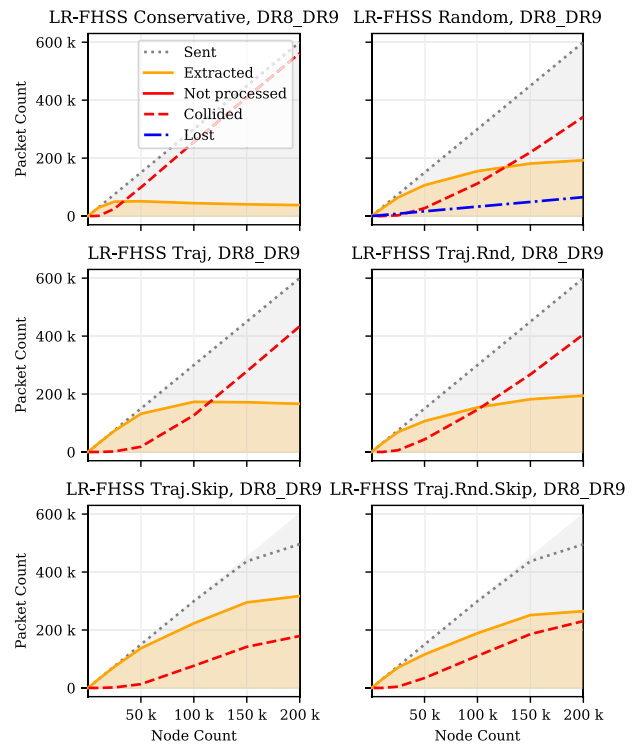 LR-FHSS Conservative, DR8_DR9
LR-FHSS Random, DR8_DR9
600 k
400 k
200 k
0
Packet Count
Sent
Extracted
Not processed
Collided
Lost
LR-FHSS Traj, DR8_DR9
LR-FHSS Traj.Rnd, DR8_DR9
600 k
400 k
200 k
0
Packet Count
LR-FHSS Traj.Skip, DR8_DR9
LR-FHSS Traj.Rnd.Skip, DR8_DR9
600 k
400 k
200 k
0
Packet Count
50 k 100 k 150 k 200 k
50 k 100 k 150 k 200 k
Node Count
Node Count